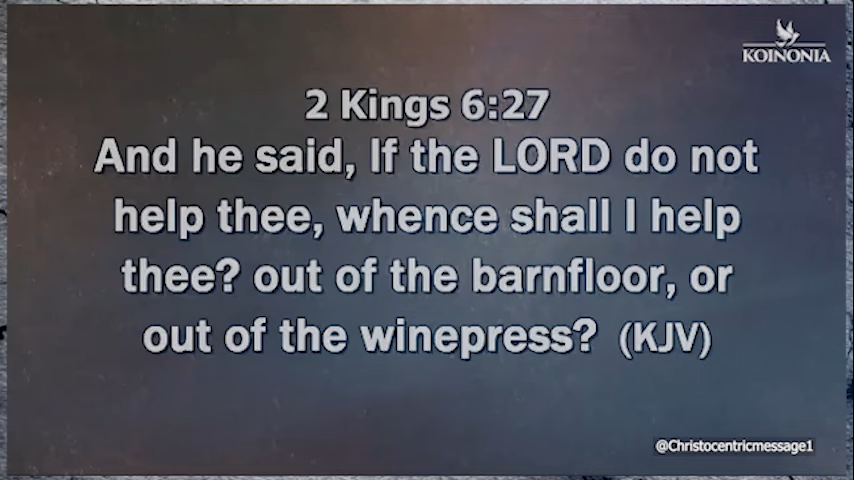 KOINONIA
2 Kings 6:27
And he said, If the LORD do not
help thee, whence shall I help
thee? out of the barnfloor, or
out of the winepress? (KJV)
@Christocentricmessage1